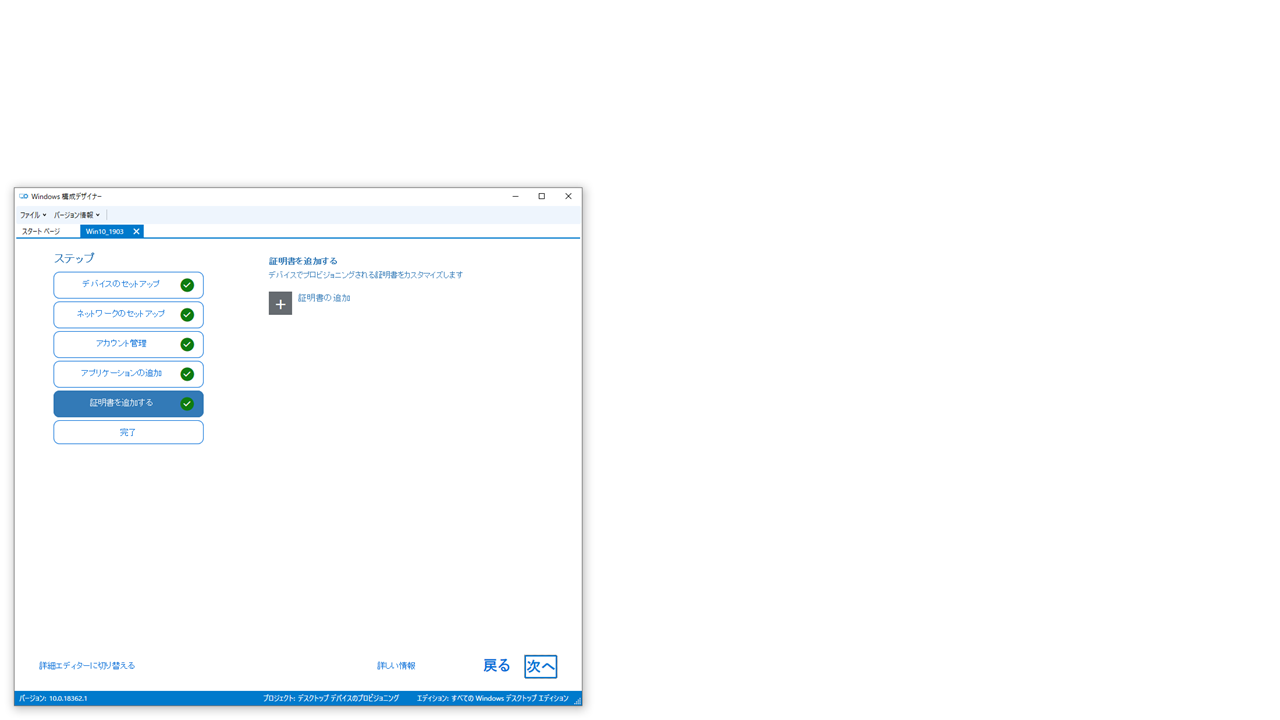 Windows 構成デザイナー
ファイル バージョン情報
スタート ページ Win10_1903
ステップ
デバイスのセットアップ
ネットワークのセットアップ
アカウント管理
アプリケーションの追加
証明書を追加する
完了
証明書を追加する
デバイスでプロビジョニングされる証明書をカスタマイズします
証明書の追加
詳細エディターに切り替える 詳しい情報 戻る 次へ
バージョン: 10.0.18362.1 プロジェクト: デスクトップ デバイスのプロビジョニング エディション: すべての Windows デスクトップ エディション